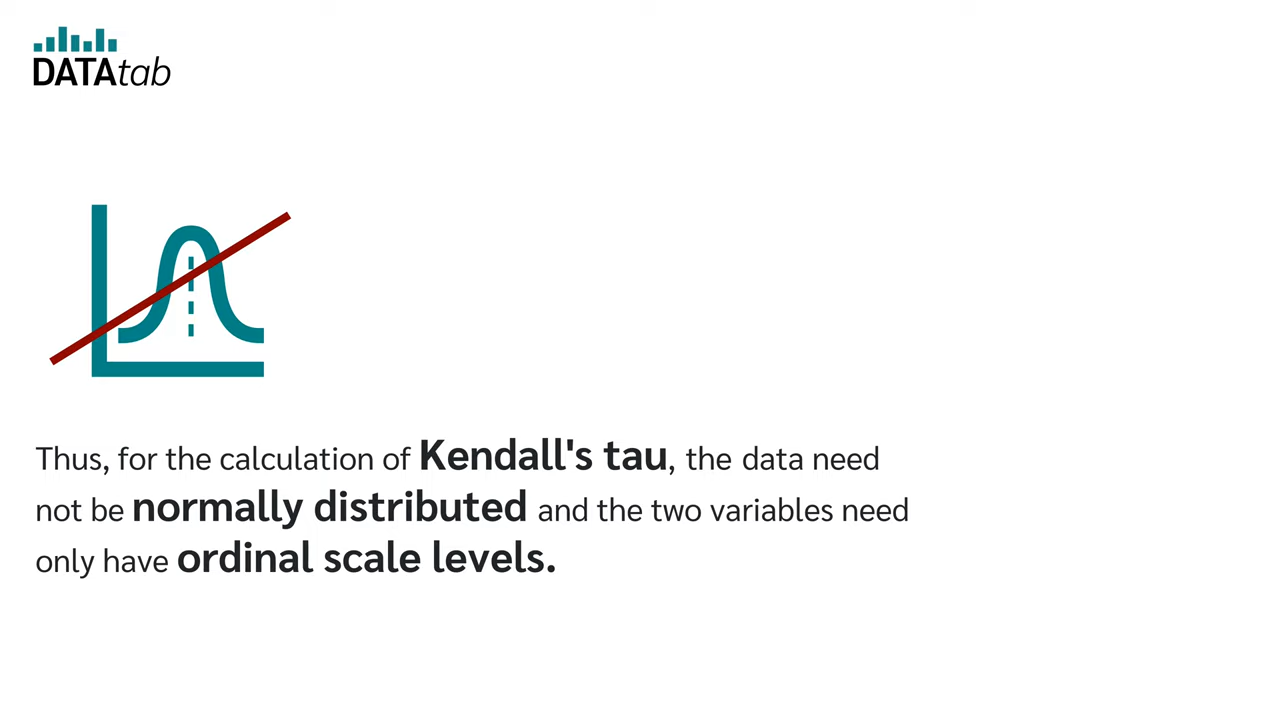 DATAtab
Thus, for the calculation of Kendall's tau, the data need
not be normally distributed and the two variables need
only have ordinal scale levels.